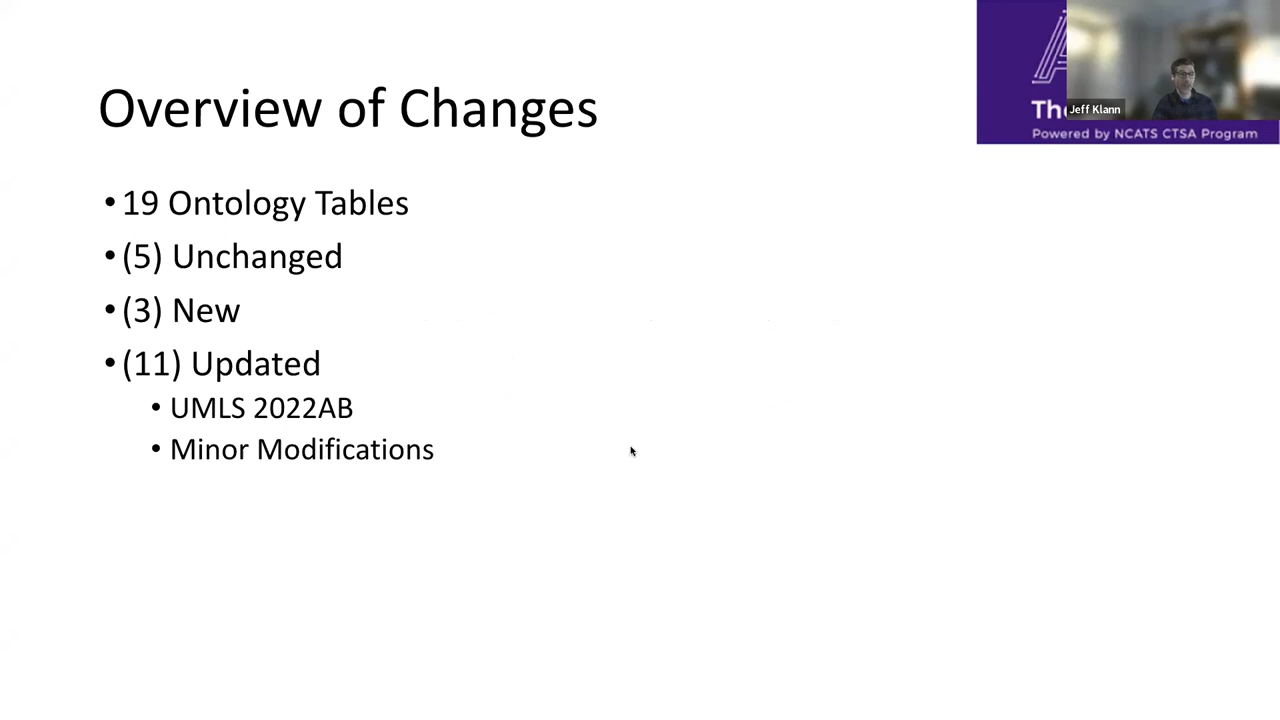 Overview of Changes
• 19 Ontology Tables
• (5) Unchanged
• (3) New
• (11) Updated
• UMLS 2022AB
• Minor Modifications
Jeff Klann
Powered by NCATS CTSA Program